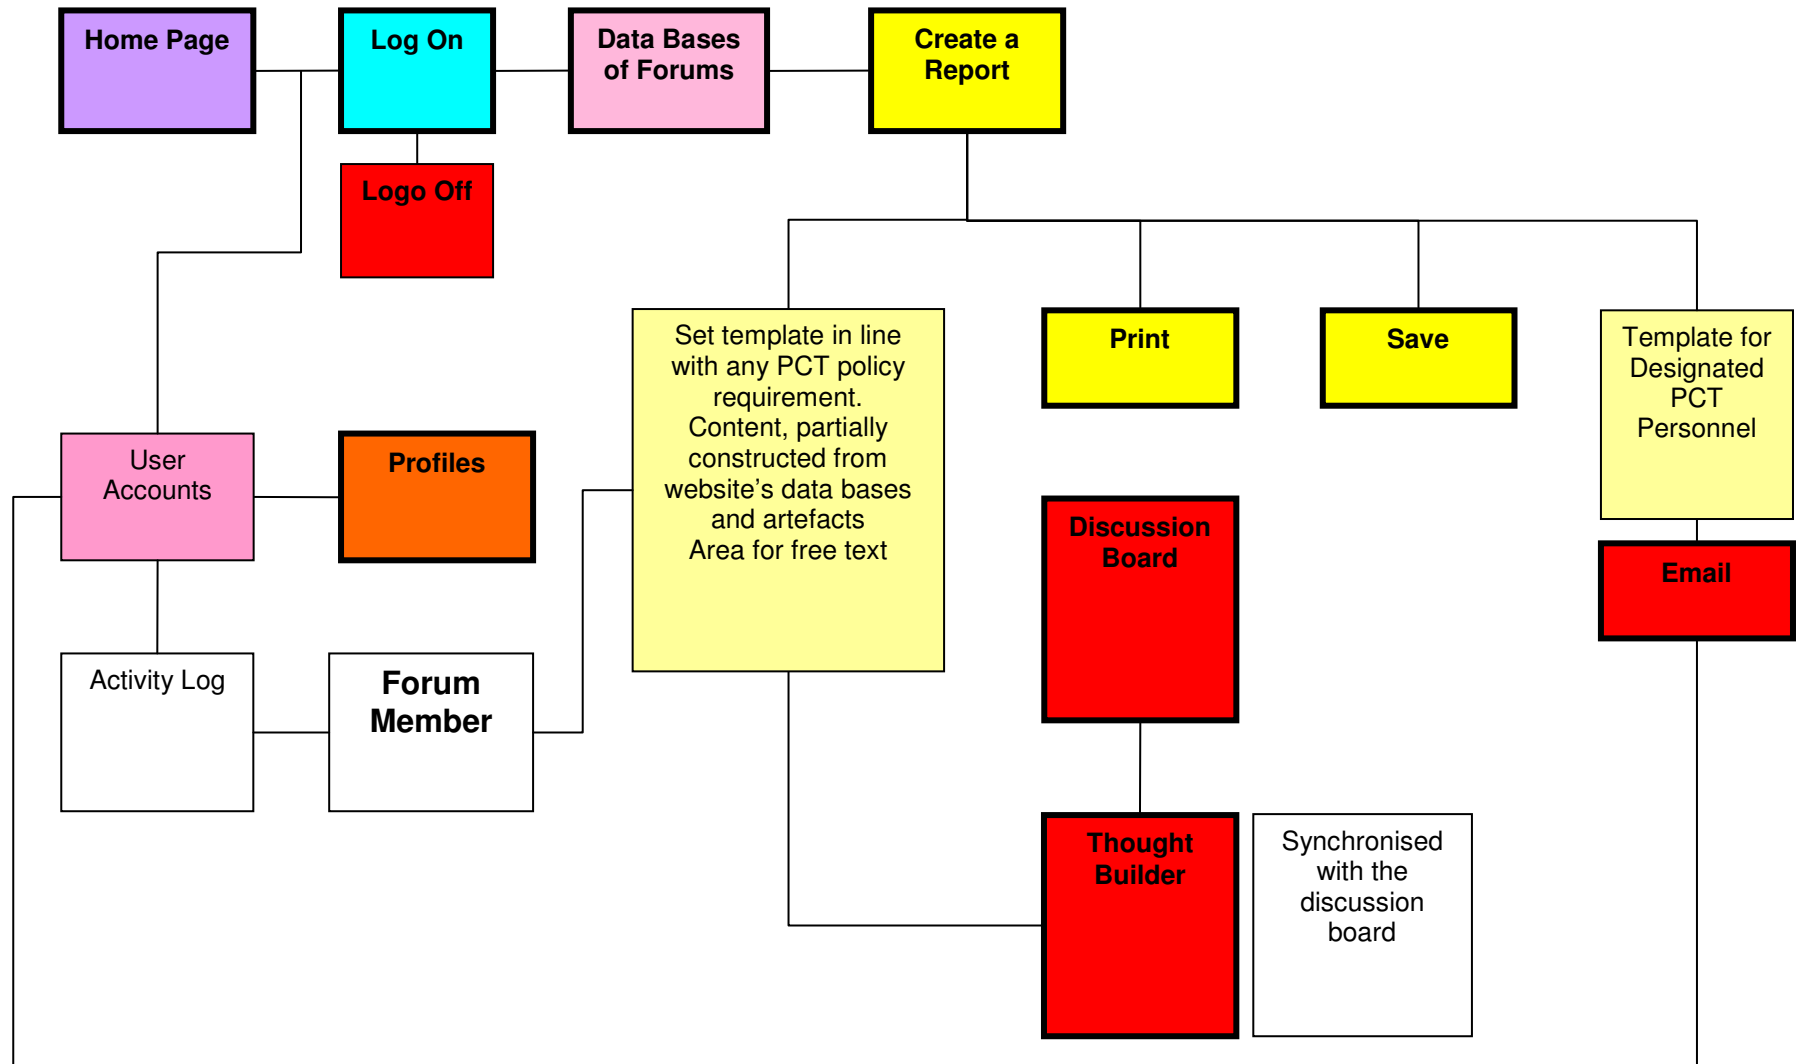 Home Page
Log On
Data Bases
of Forums
Create a
Report
Logo Off
Set template in line
with any PCT policy
requirement.
Content, partially
constructed from
website’s data bases
and artefacts
Area for free text
Print
Save
Template for
Designated
PCT
Personnel
User
Accounts
Profiles
Discussion
Board
Email
Activity Log
Forum
Member
Thought
Builder
Synchronised
with the
discussion
board